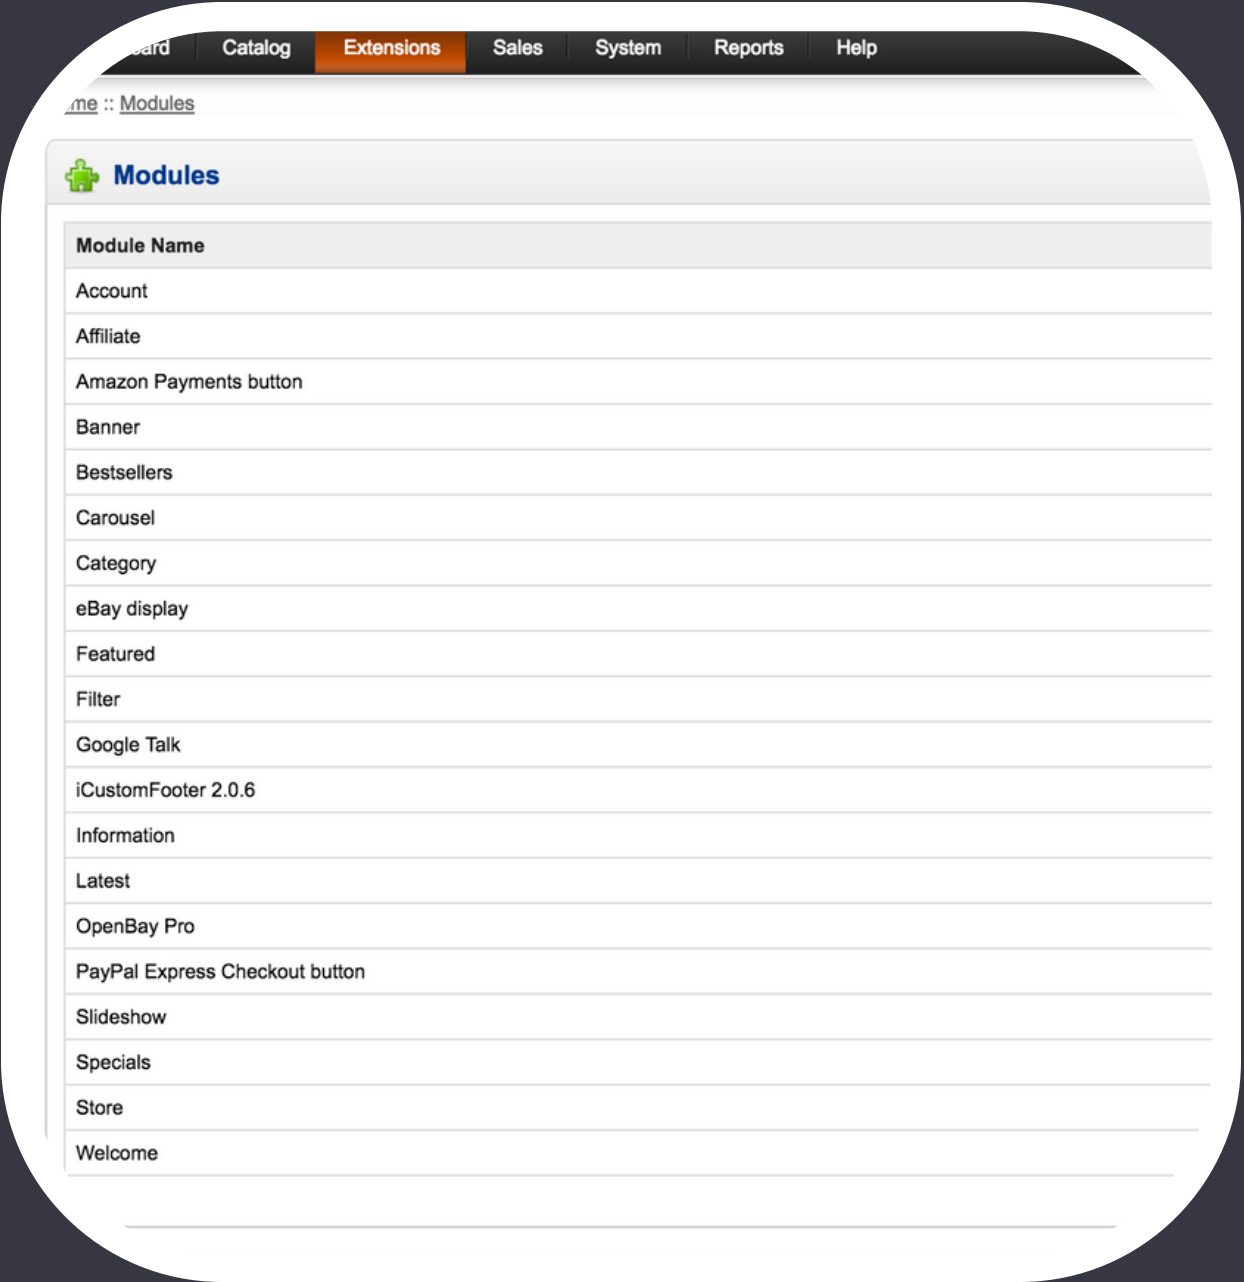 Catalog Extensions Sales System Reports Help
:: Modules
Modules
Module Name
Account
Affiliate
Amazon Payments button
Banner
Bestsellers
Carousel
Category
eBay display
Featured
Filter
Google Talk
iCustomFooter 2.0.6
Information
Latest
OpenBay Pro
PayPal Express Checkout button
Slideshow
Specials
Store
Welcome